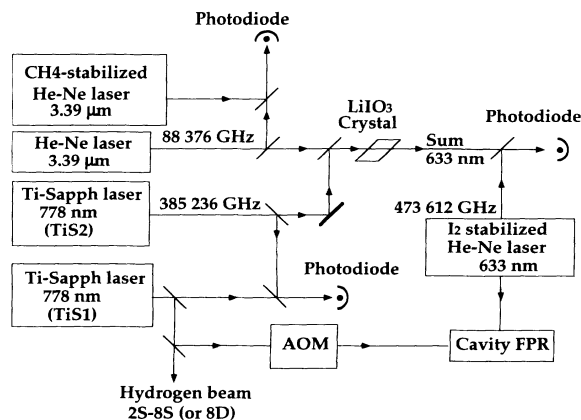 Photodiode
CH4-stabilized
He-Ne laser
3.39 µm
LiIO3
Crystal
Photodiode
He-Ne laser
3.39 µm
88 376 GHz
Sum
633 nm
Ti-Sapph laser
778 nm
(TiS2)
385 236 GHz
473 612 GHz
I2 stabilized
He-Ne laser
633 nm
Photodiode
Ti-Sapph laser
778 nm
(TiS1)
AOM
Cavity FPR
Hydrogen beam
2S-8S (or 8D)